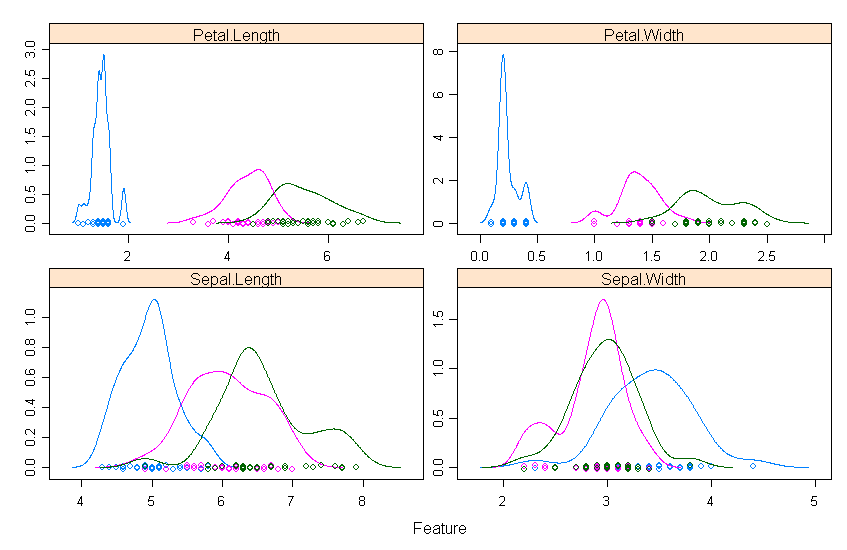 Petal.Length
Petal.Width
0.0 0.5 1.0 1.5 2.0 2.5 3.0
0 2 4 6 8
2 4 6
0.0 0.5 1.0 1.5 2.0 2.5
Sepal.Length
Sepal.Width
0.0 0.2 0.4 0.6 0.8 1.0
0.0 0.5 1.0 1.5
4 5 6 7 8
2 3 4 5
Feature